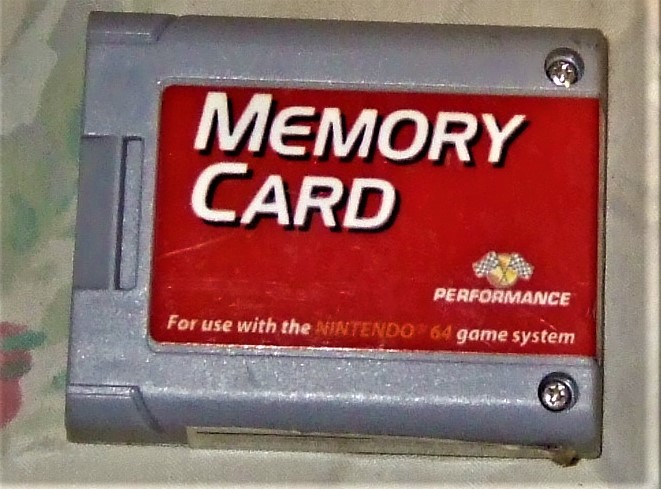 MEMORY
CARD
PERFORMANCE
For use with the NINTENDO® 64 game system